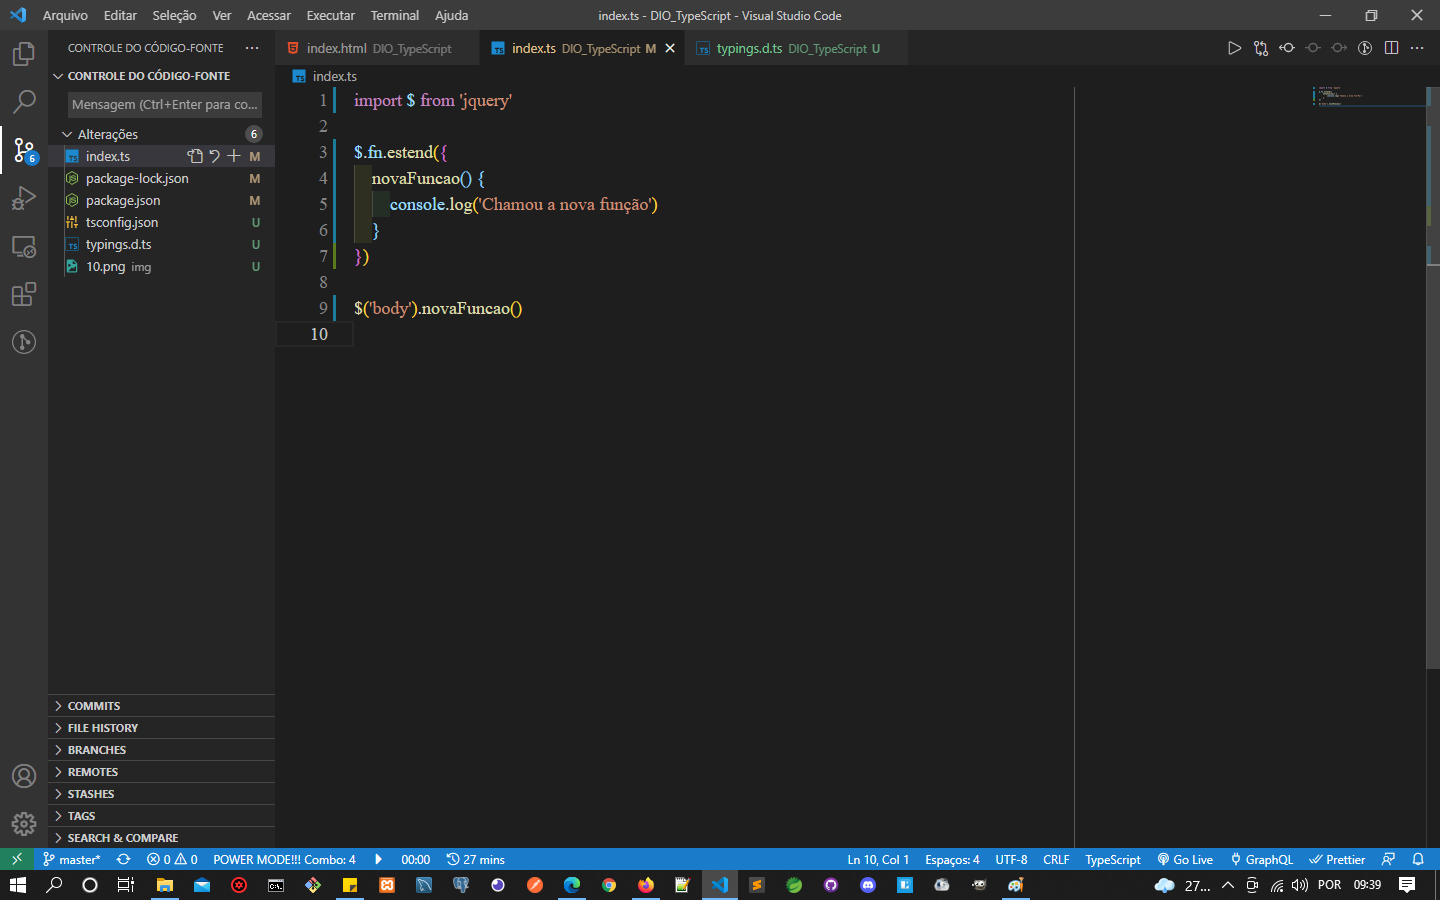 Arquivo Editar Seleção Ver Acessar Executar Terminal Ajuda
index.ts - DIO_TypeScript - Visual Studio Code
CONTROLE DO CÓDIGO-FONTE
index.html DIO_TypeScript
index.ts DIO_TypeScript M
typings.d.ts DIO_TypeScript U
CONTROLE DO CÓDIGO-FONTE
Mensagem (Ctrl+Enter para co...
Alterações 6
index.ts M
package-lock.json M
package.json M
tsconfig.json U
typings.d.ts U
10.png img U
6
COMMITS
FILE HISTORY
BRANCHES
REMOTES
STASHES
TAGS
SEARCH & COMPARE
index.ts
1 import $ from 'jquery'
2
3 $.fn.estend({
4 novaFuncao() {
5 console.log('Chamou a nova função')
6 }
7 })
8
9 $('body').novaFuncao()
10
master* 0 0 POWER MODE!!! Combo: 4 00:00 27 mins
Ln 10, Col 1 Espaços: 4 UTF-8 CRLF TypeScript Go Live GraphQL Prettier
27... POR 09:39